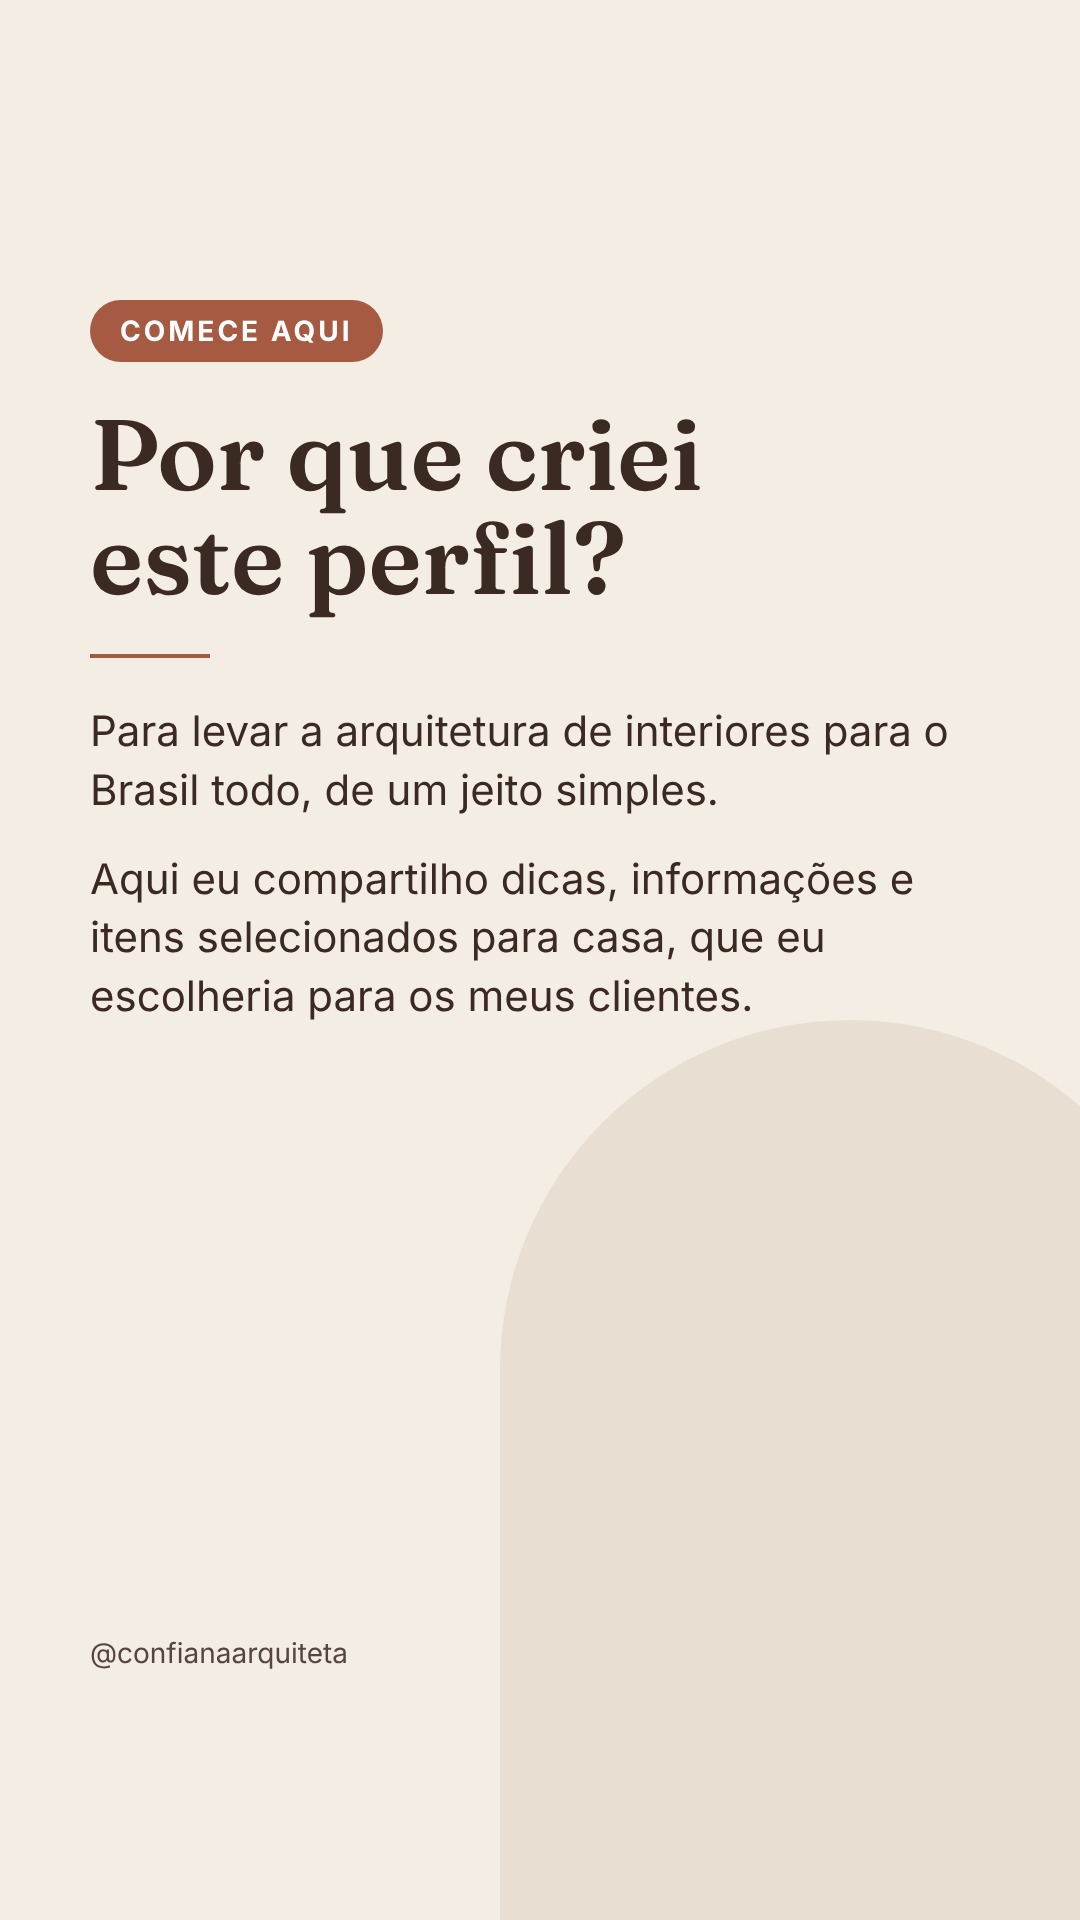 COMECE AQUI
Por que criei
este perfil?
Para levar a arquitetura de interiores para o
Brasil todo, de um jeito simples.
Aqui eu compartilho dicas, informações e
itens selecionados para casa, que eu
escolheria para os meus clientes.
@confianaarquiteta